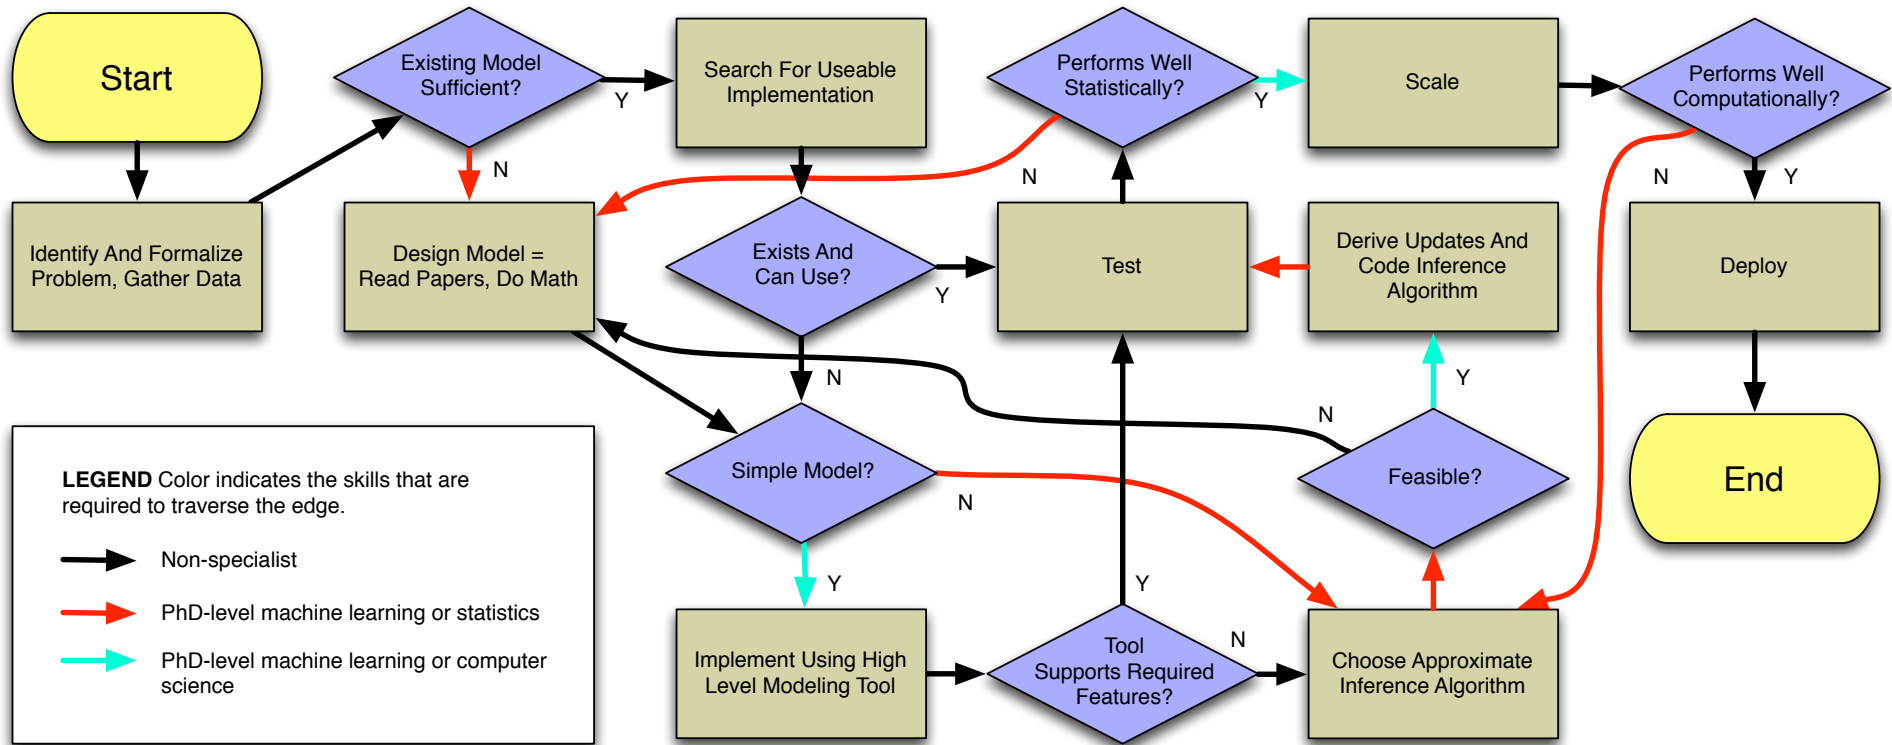 Start
Existing Model
Sufficient?
Y
N
Search For Useable
Implementation
Performs Well
Statistically?
Y
N
Scale
Performs Well
Computationally?
N
Y
Identify And Formalize
Problem, Gather Data
Design Model =
Read Papers, Do Math
Exists And
Can Use?
Y
N
Test
Derive Updates And
Code Inference
Algorithm
Y
Deploy
LEGEND Color indicates the skills that are
required to traverse the edge.
Non-specialist
PhD-level machine learning or statistics
PhD-level machine learning or computer
science
Simple Model?
N
Y
N
Feasible?
End
Implement Using High
Level Modeling Tool
Y
Tool
Supports Required
Features?
N
Choose Approximate
Inference Algorithm